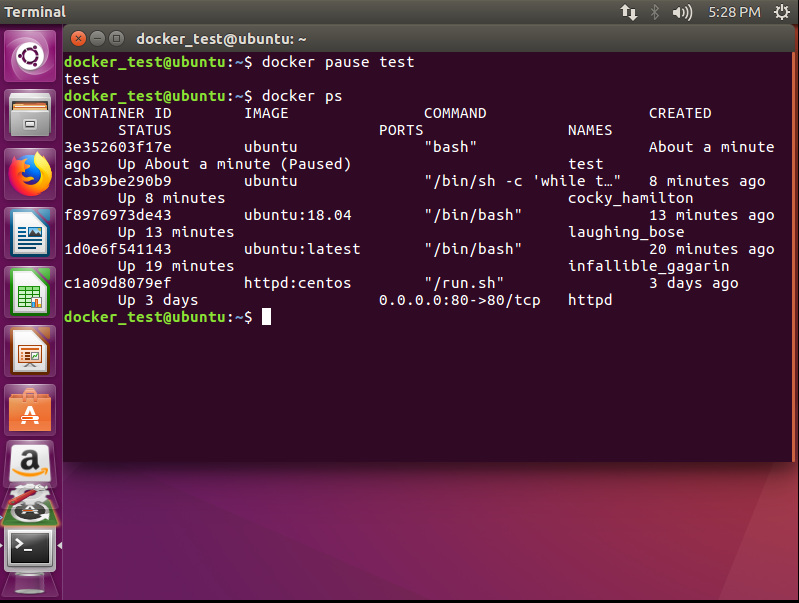 Terminal
5:28 PM
docker_test@ubuntu: ~
docker_test@ubuntu:~$ docker pause test
test
docker_test@ubuntu:~$ docker ps
CONTAINER ID        IMAGE               COMMAND                  CREATED
      STATUS                       PORTS                NAMES
3e352603f17e        ubuntu              "bash"                   About a minute
ago   Up About a minute (Paused)                        test
cab39be290b9        ubuntu              "/bin/sh -c 'while t…"   8 minutes ago
      Up 8 minutes                                      cocky_hamilton
f8976973de43        ubuntu:18.04        "/bin/bash"              13 minutes ago
      Up 13 minutes                                     laughing_bose
1d0e6f541143        ubuntu:latest       "/bin/bash"              20 minutes ago
      Up 19 minutes                                     infallible_gagarin
c1a09d8079ef        httpd:centos        "/run.sh"                3 days ago
      Up 3 days                    0.0.0.0:80->80/tcp   httpd
docker_test@ubuntu:~$